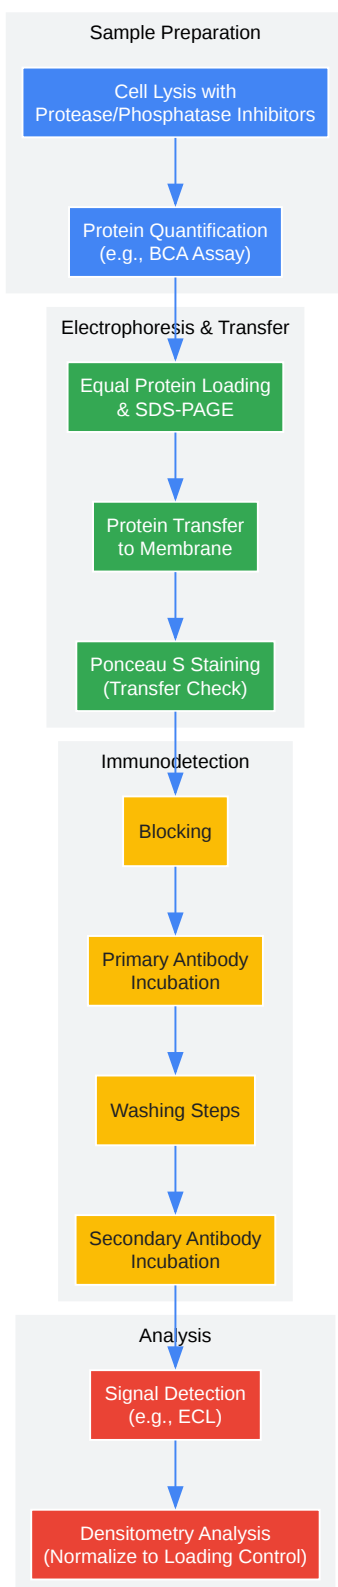 Sample Preparation
Cell Lysis with
Protease/Phosphatase Inhibitors
Protein Quantification
(e.g., BCA Assay)
Electrophoresis & Transfer
Equal Protein Loading
& SDS-PAGE
Protein Transfer
to Membrane
Ponceau S Staining
(Transfer Check)
Immunodetection
Blocking
Primary Antibody
Incubation
Washing Steps
Secondary Antibody
Incubation
Analysis
Signal Detection
(e.g., ECL)
Densitometry Analysis
(Normalize to Loading Control)